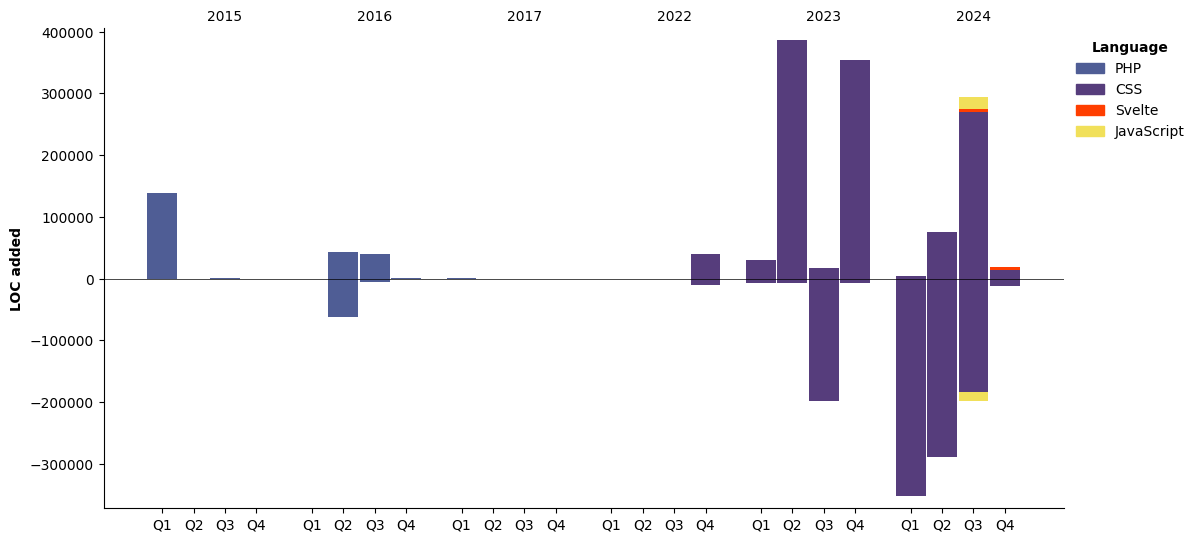 2015 2016 2017 2022 2023 2024
400000
300000
200000
100000
0
−100000
−200000
−300000
LOC added
Q1 Q2 Q3 Q4 Q1 Q2 Q3 Q4 Q1 Q2 Q3 Q4 Q1 Q2 Q3 Q4 Q1 Q2 Q3 Q4 Q1 Q2 Q3 Q4
Language
PHP
CSS
Svelte
JavaScript